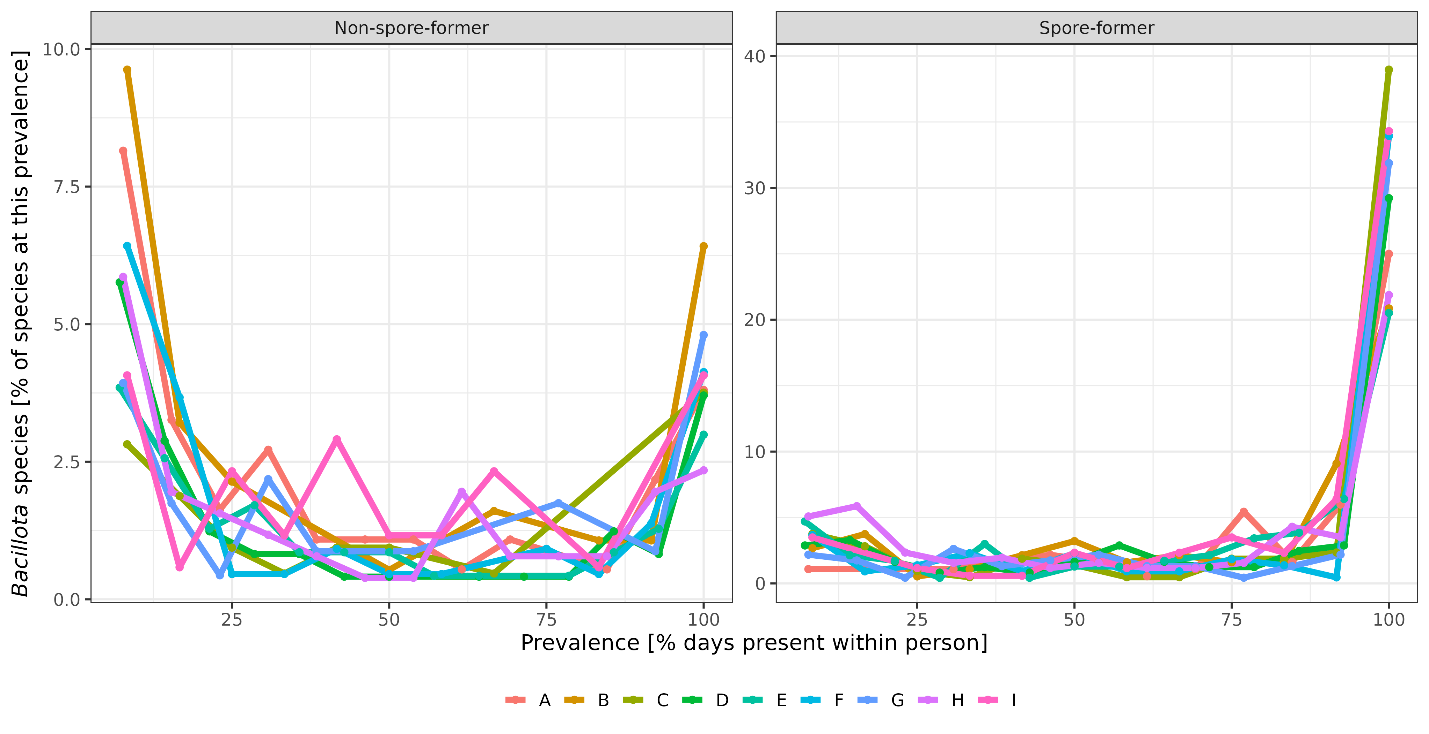 Non-spore-former
Spore-former
Bacillota species [% of species at this prevalence]
10.0
7.5
5.0
2.5
0.0
40
30
20
10
0
25 50 75 100
25 50 75 100
Prevalence [% days present within person]
A B C D E F G H I